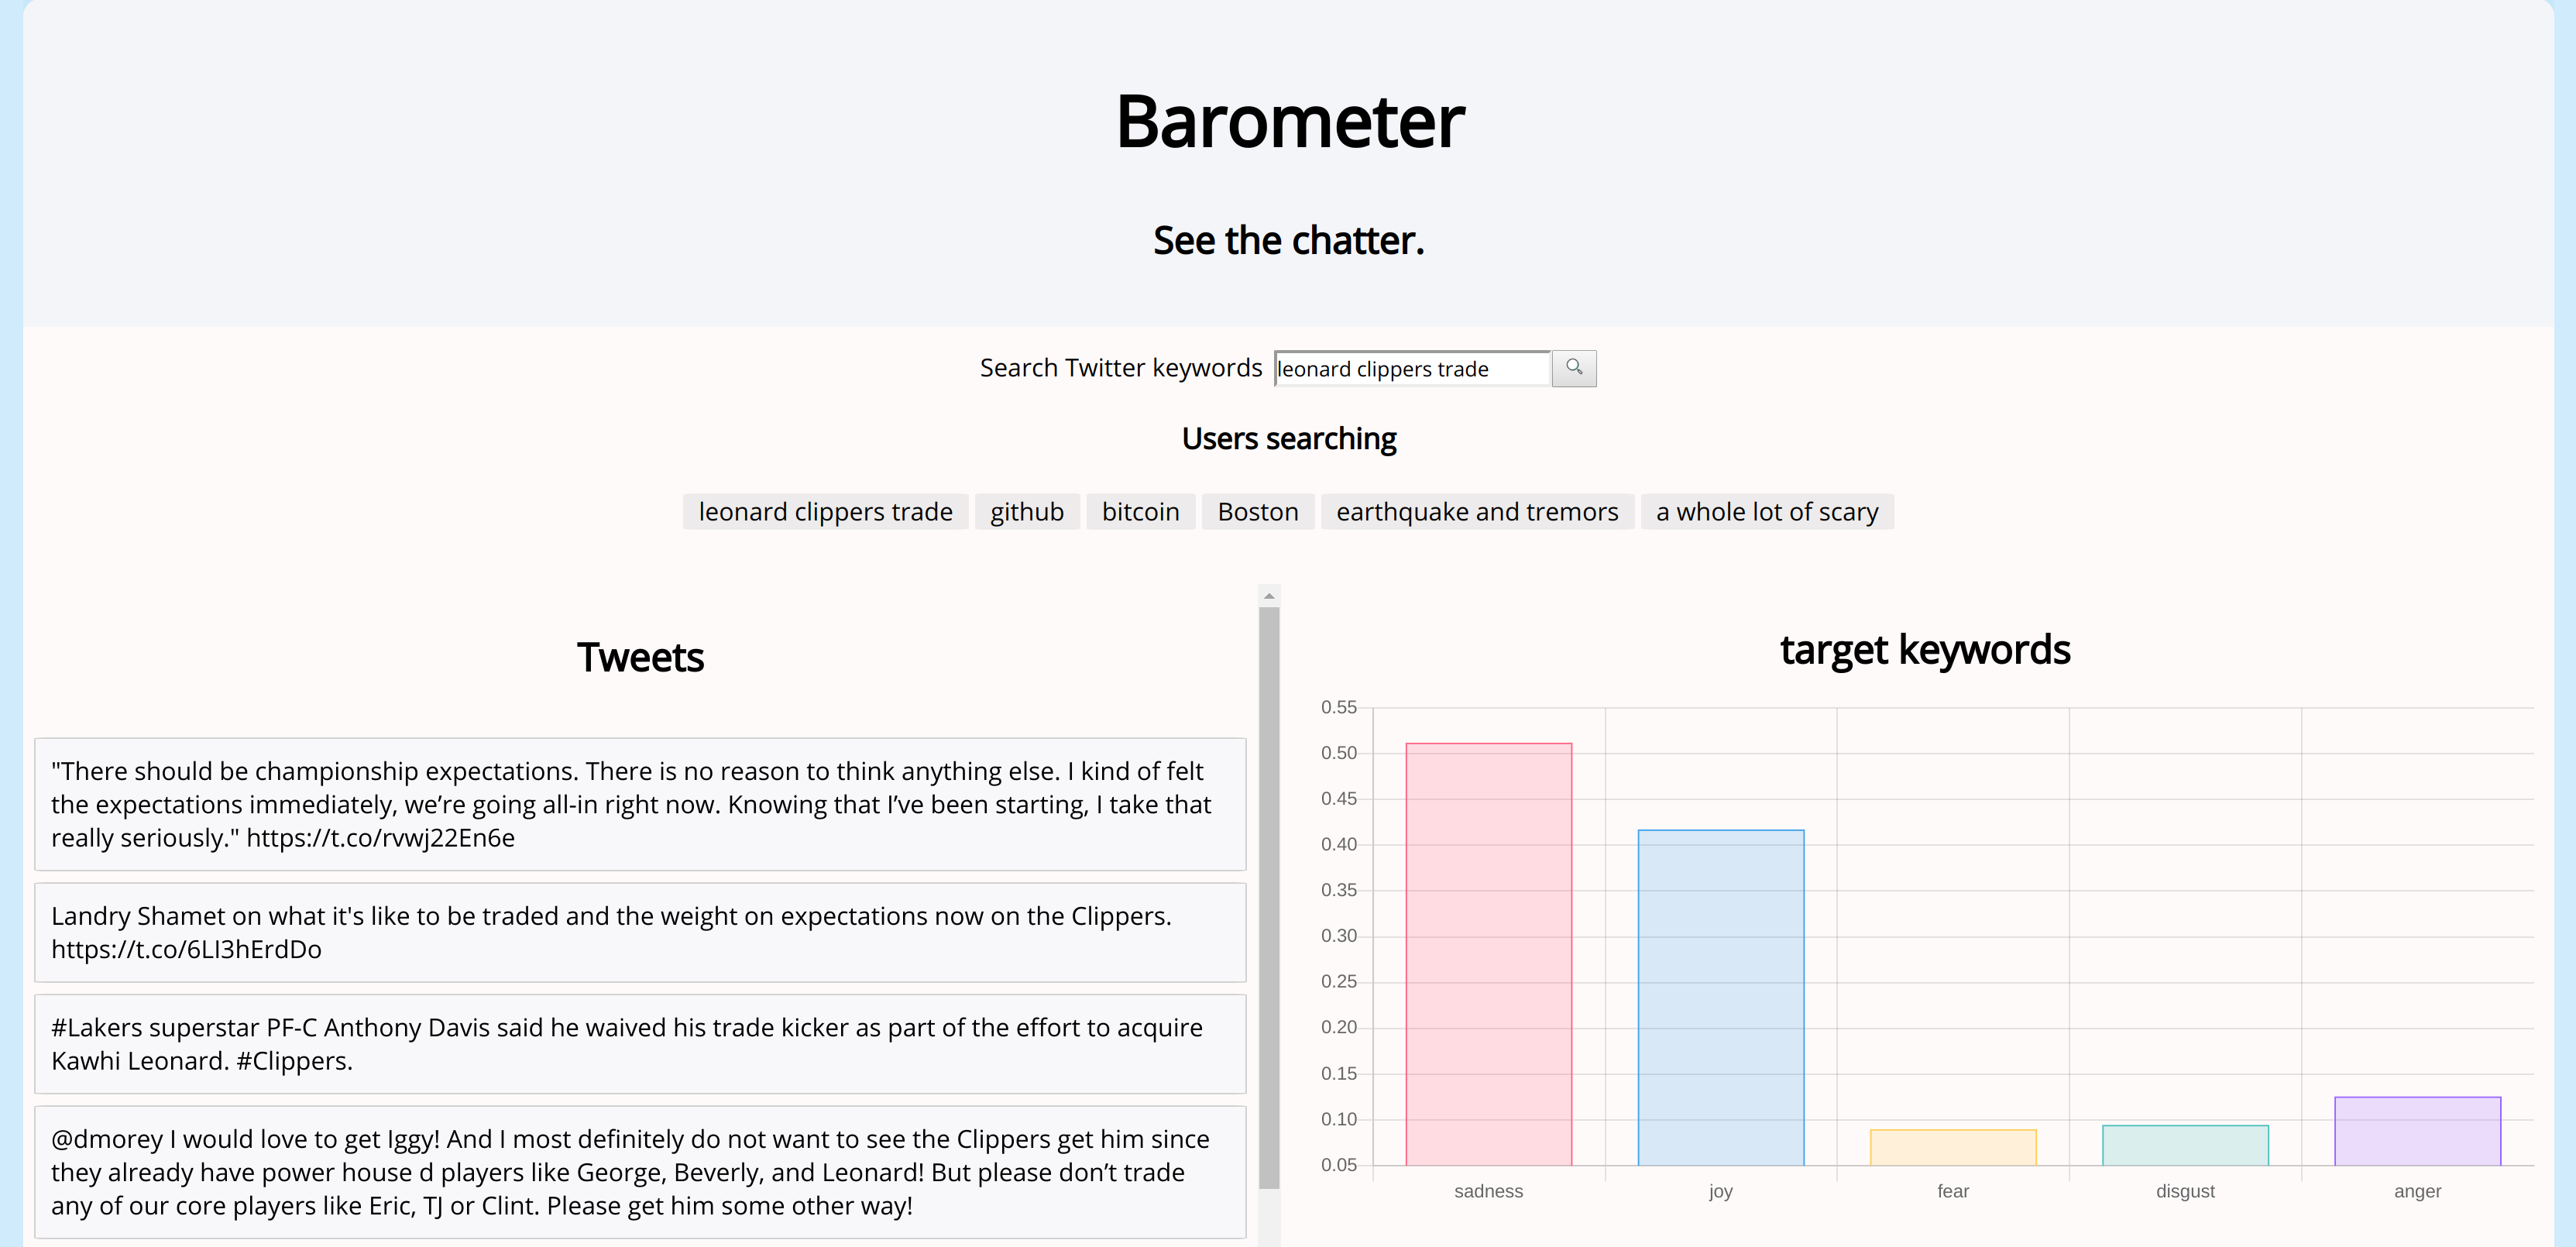 Barometer
See the chatter.
Search Twitter keywords leonard clippers trade
Users searching
leonard clippers trade github bitcoin Boston earthquake and tremors a whole lot of scary
Tweets
"There should be championship expectations. There is no reason to think anything else. I kind of felt
the expectations immediately, we’re going all-in right now. Knowing that I’ve been starting, I take that
really seriously." https://t.co/rvwj22En6e
Landry Shamet on what it's like to be traded and the weight on expectations now on the Clippers.
https://t.co/6LI3hErdDo
#Lakers superstar PF-C Anthony Davis said he waived his trade kicker as part of the effort to acquire
Kawhi Leonard. #Clippers.
@dmorey I would love to get Iggy! And I most definitely do not want to see the Clippers get him since
they already have power house d players like George, Beverly, and Leonard! But please don’t trade
any of our core players like Eric, TJ or Clint. Please get him some other way!
target keywords
0.55
0.50
0.45
0.40
0.35
0.30
0.25
0.20
0.15
0.10
0.05
sadness joy fear disgust anger